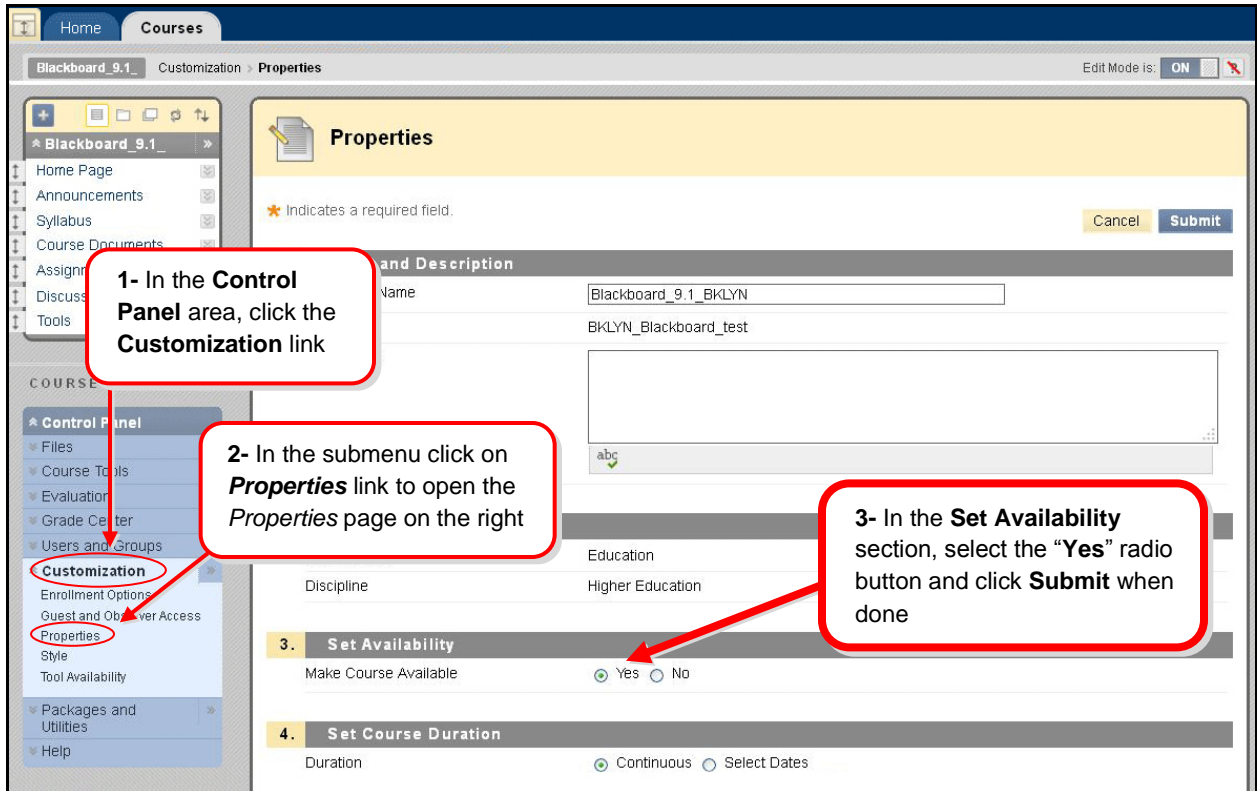 Home Courses
Blackboard_9.1_ Customization > Properties Edit Mode is: ON
Blackboard_9.1_
Home Page
Announcements
Syllabus
Course Documents
Tools
Properties
Indicates a required field.
Cancel Submit
and Description
Name Blackboard_9.1_BKLYN
BKLYN_Blackboard_test
abc
1- In the Control
Panel area, click the
Customization link
COURSE
Control Panel
Files
Course Tools
Evaluation
Grade Center
Users and Groups
Customization
Enrollment Options
Guest and Observer Access
Properties
Style
Tool Availability
Packages and
Utilities
Help
2- In the submenu click on
Properties link to open the
Properties page on the right
Education
Discipline Higher Education
3- In the Set Availability
section, select the “Yes” radio
button and click Submit when
done
3. Set Availability
Make Course Available Yes No
4. Set Course Duration
Duration Continuous Select Dates